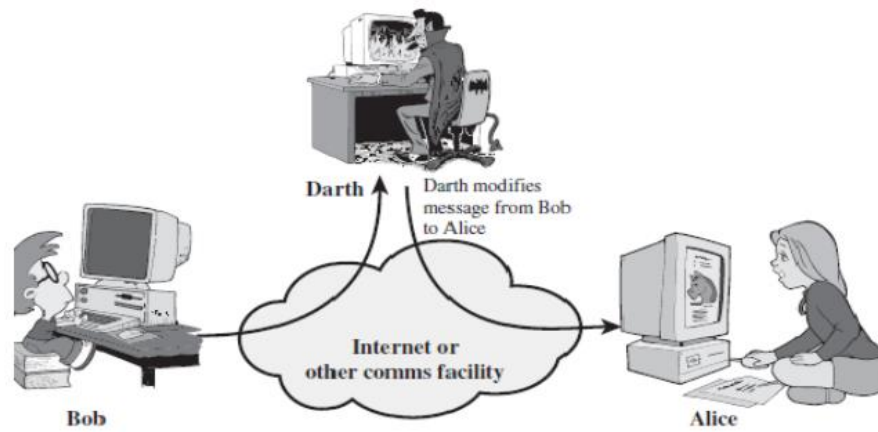 Darth
Darth modifies
message from Bob
to Alice
Internet or
other comms facility
Bob
Alice